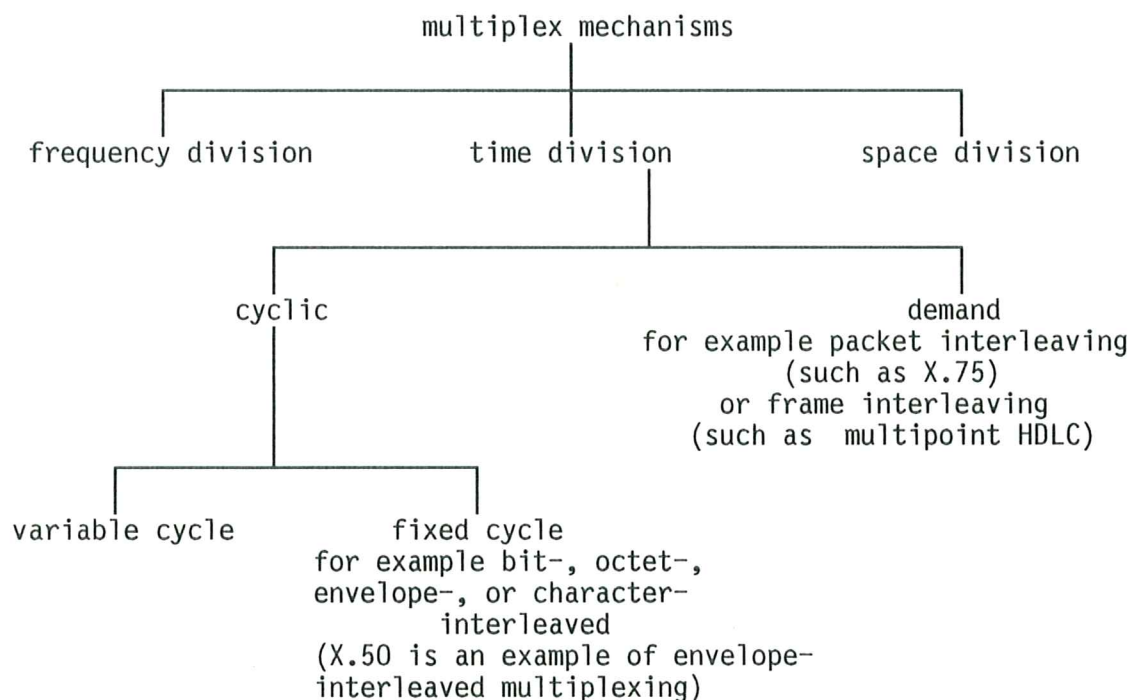 multiplex mechanisms
frequency division
time division
space division
cyclic
demand
for example packet interleaving
(such as X.75)
or frame interleaving
(such as multipoint HDLC)
variable cycle
fixed cycle
for example bit-, octet-,
envelope-, or character-
interleaved
(X.50 is an example of envelope-
interleaved multiplexing)